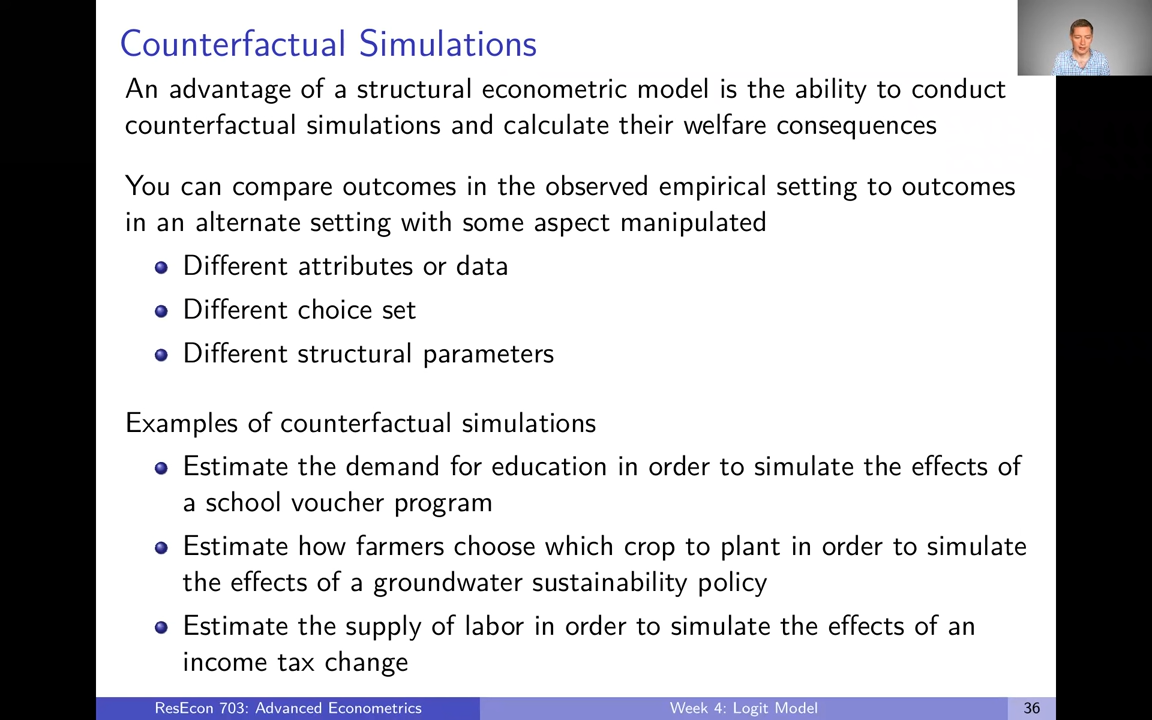 Counterfactual Simulations
An advantage of a structural econometric model is the ability to conduct
counterfactual simulations and calculate their welfare consequences
You can compare outcomes in the observed empirical setting to outcomes
in an alternate setting with some aspect manipulated
Different attributes or data
Different choice set
Different structural parameters
Examples of counterfactual simulations
Estimate the demand for education in order to simulate the effects of
a school voucher program
Estimate how farmers choose which crop to plant in order to simulate
the effects of a groundwater sustainability policy
Estimate the supply of labor in order to simulate the effects of an
income tax change
ResEcon 703: Advanced Econometrics Week 4: Logit Model 36